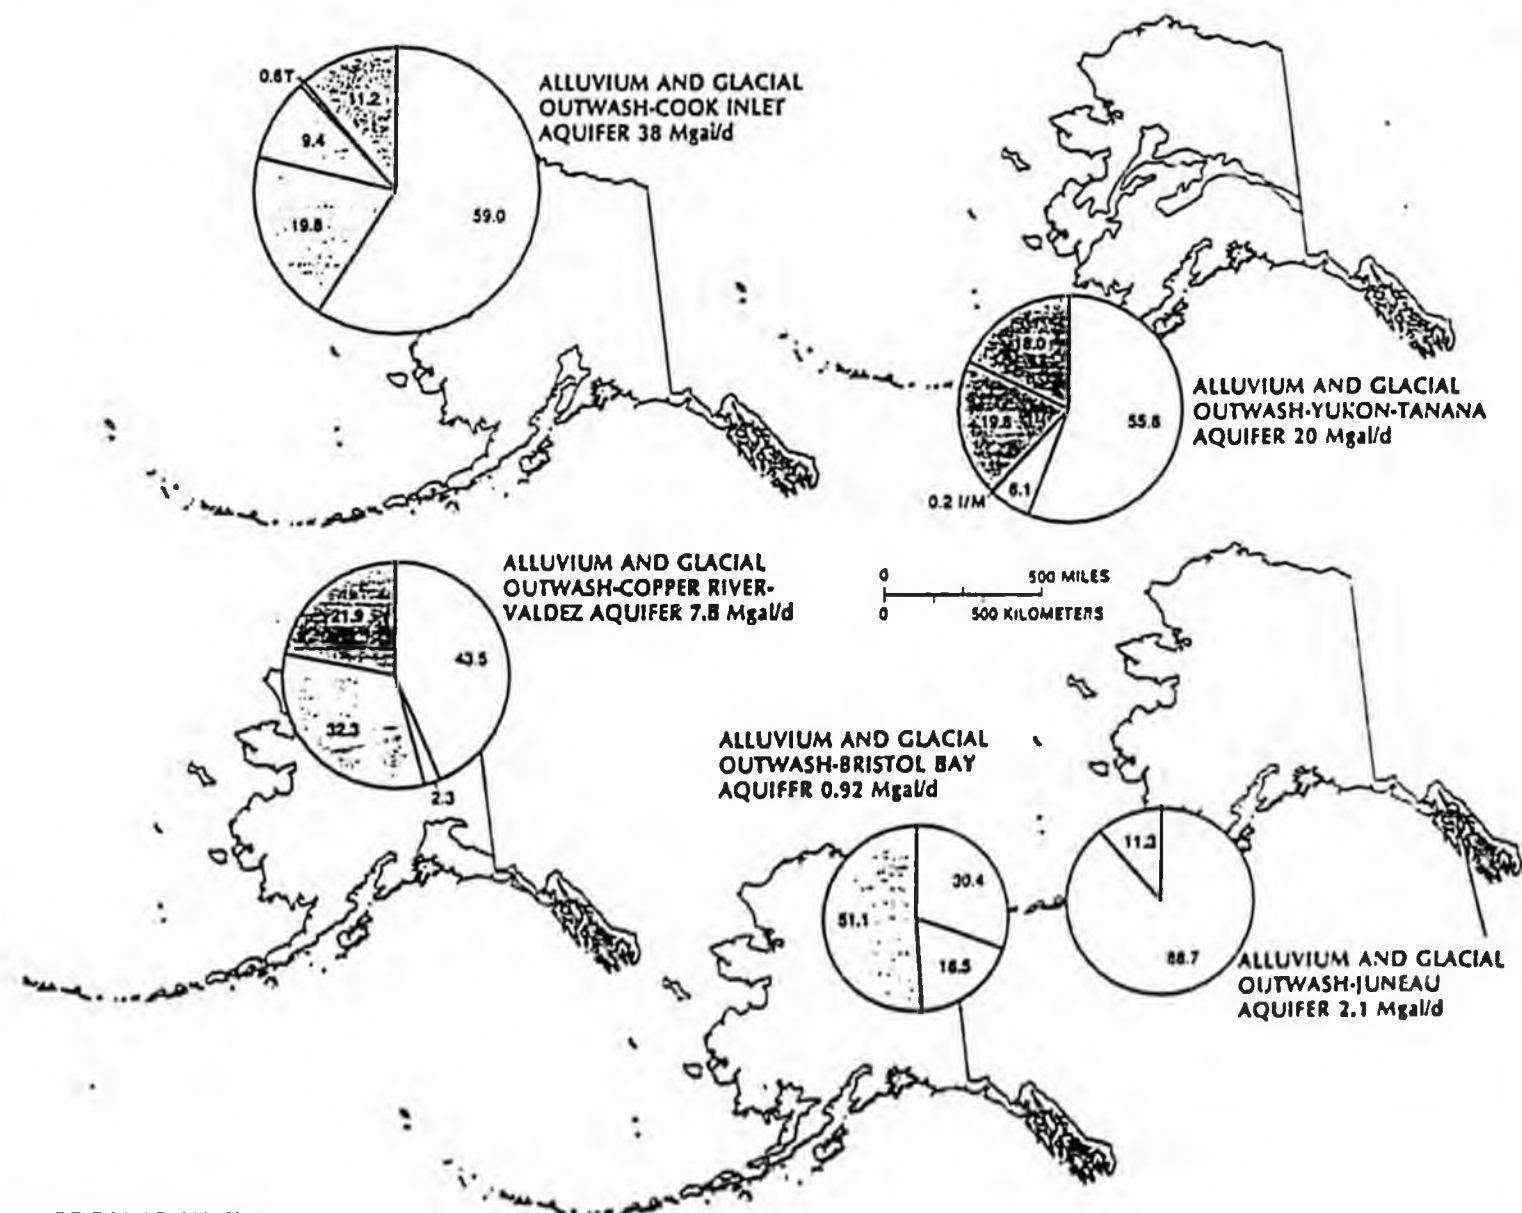 0.6T
11.2
9.4
19.8
59.0
ALLUVIUM AND GLACIAL
OUTWASH-COOK INLET
AQUIFER 38 Mgal/d
18.0
19.8
0.2 I/M
6.1
55.8
ALLUVIUM AND GLACIAL
OUTWASH-YUKON-TANANA
AQUIFER 20 Mgal/d
ALLUVIUM AND GLACIAL
OUTWASH-COPPER RIVER-
VALDEZ AQUIFER 7.8 Mgal/d
21.9
43.5
32.3
2.3
0 500 MILES
0 500 KILOMETERS
ALLUVIUM AND GLACIAL
OUTWASH-BRISTOL BAY
AQUIFER 0.92 Mgal/d
30.4
51.1
18.5
11.3
88.7
ALLUVIUM AND GLACIAL
OUTWASH-JUNEAU
AQUIFER 2.1 Mgal/d